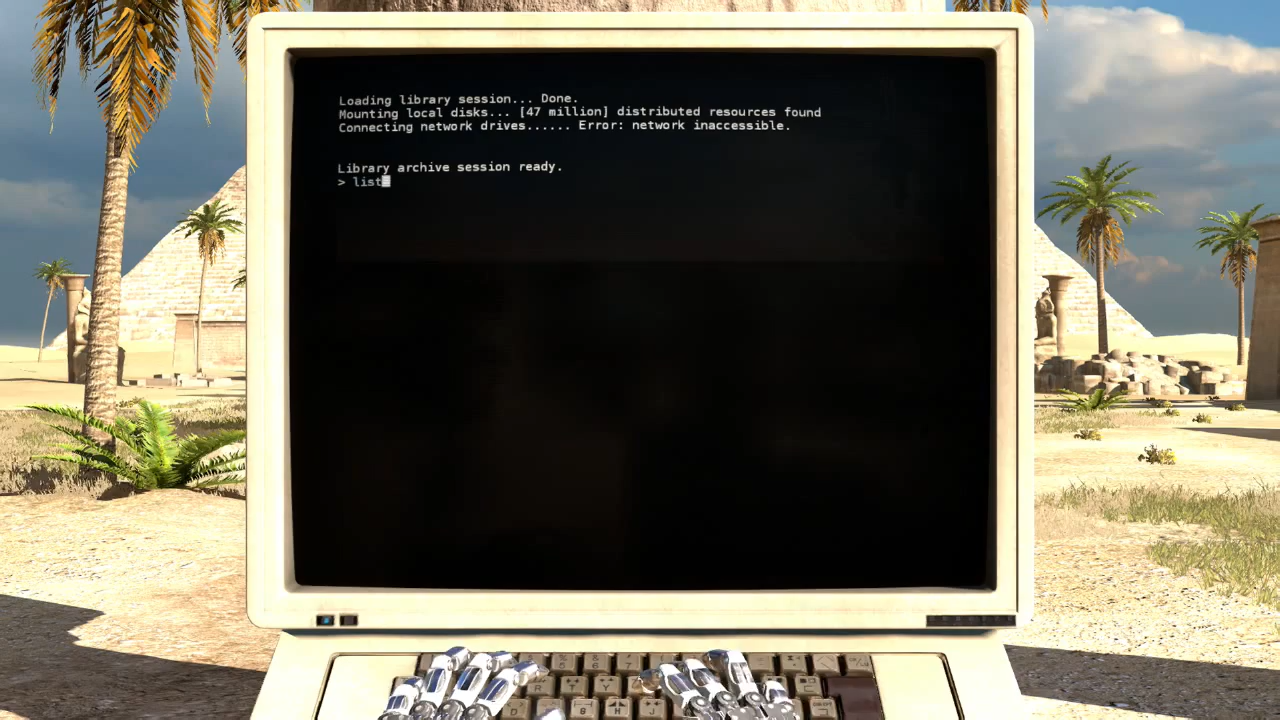 Loading library session... Done.
Mounting local disks... [47 million] distributed resources found
Connecting network drives...... Error: network inaccessible.
Library archive session ready.
> list
R T Y
D G H J